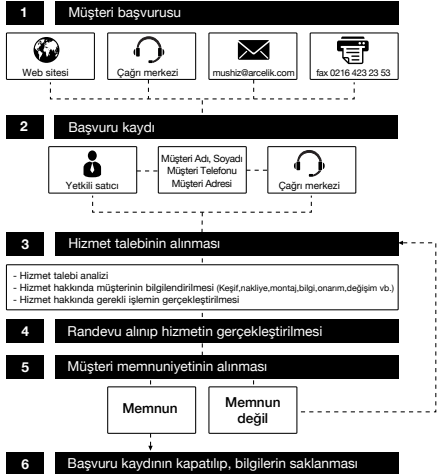 1 Müşteri başvurusu
Web sitesi
Çağrı merkezi
mushiz@arcelik.com
fax 0216 423 23 53
2 Başvuru kaydı
Yetkili satıcı
Müşteri Adı, Soyadı
Müşteri Telefonu
Müşteri Adresi
Çağrı merkezi
3 Hizmet talebinin alınması
- Hizmet talebi analizi
- Hizmet hakkında müşterinin bilgilendirilmesi (Keşif,nakliye,montaj,bilgi,onarım,değişim vb.)
- Hizmet hakkında gerekli işlemin gerçekleştirilmesi
4 Randevu alınıp hizmetin gerçekleştirilmesi
5 Müşteri memnuniyetinin alınması
Memnun
Memnun
değil
6 Başvuru kaydının kapatılıp, bilgilerin saklanması